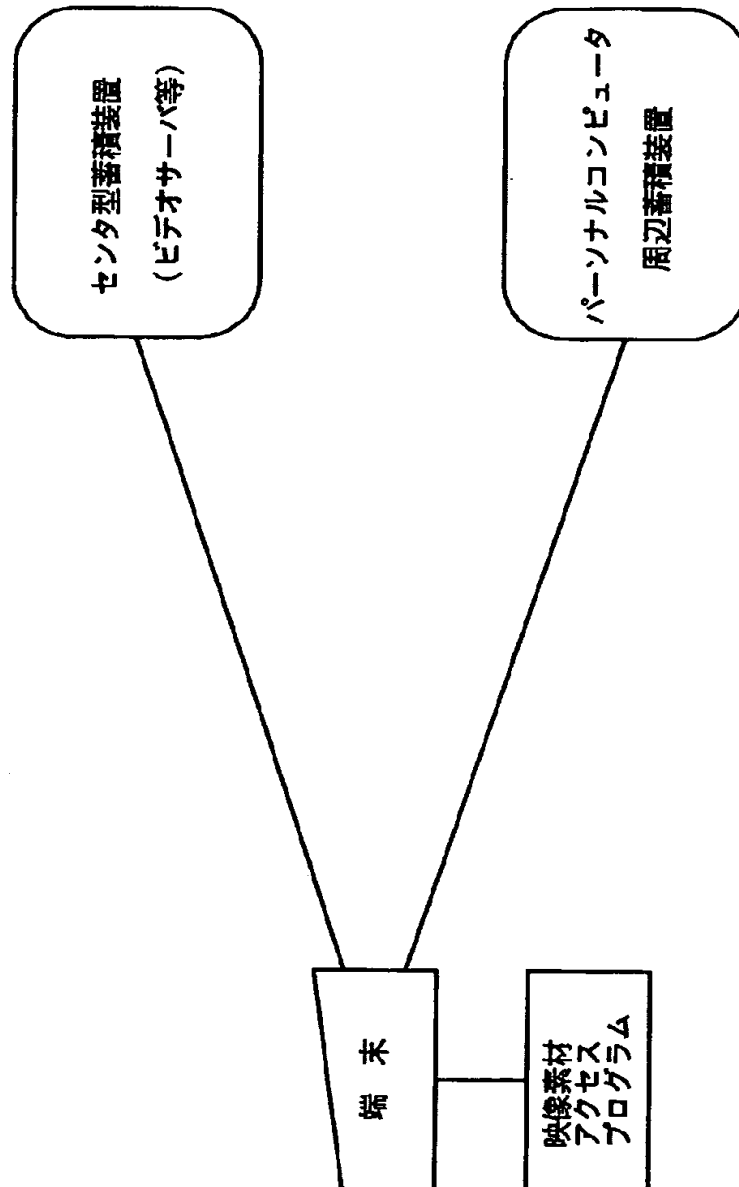 センタ型蓄積装置
（ビデオサーバ等）
パーソナルコンピュータ
周辺蓄積装置
端末
映像素材
アクセス
プログラム